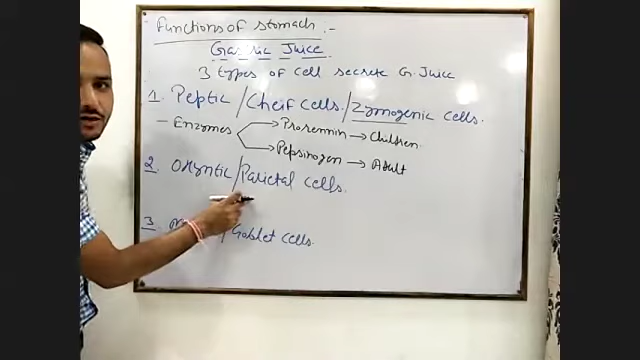 Functions of stomach :-
Gastric Juice
3 types of cell secrete G. Juice
1. Peptic / Cheif cells / Zymogenic cells.
- Enzymes → Prorennin → Children
→ Pepsinogen → Adult
2. Oxyntic / Parietal cells.
3. / Goblet cells.